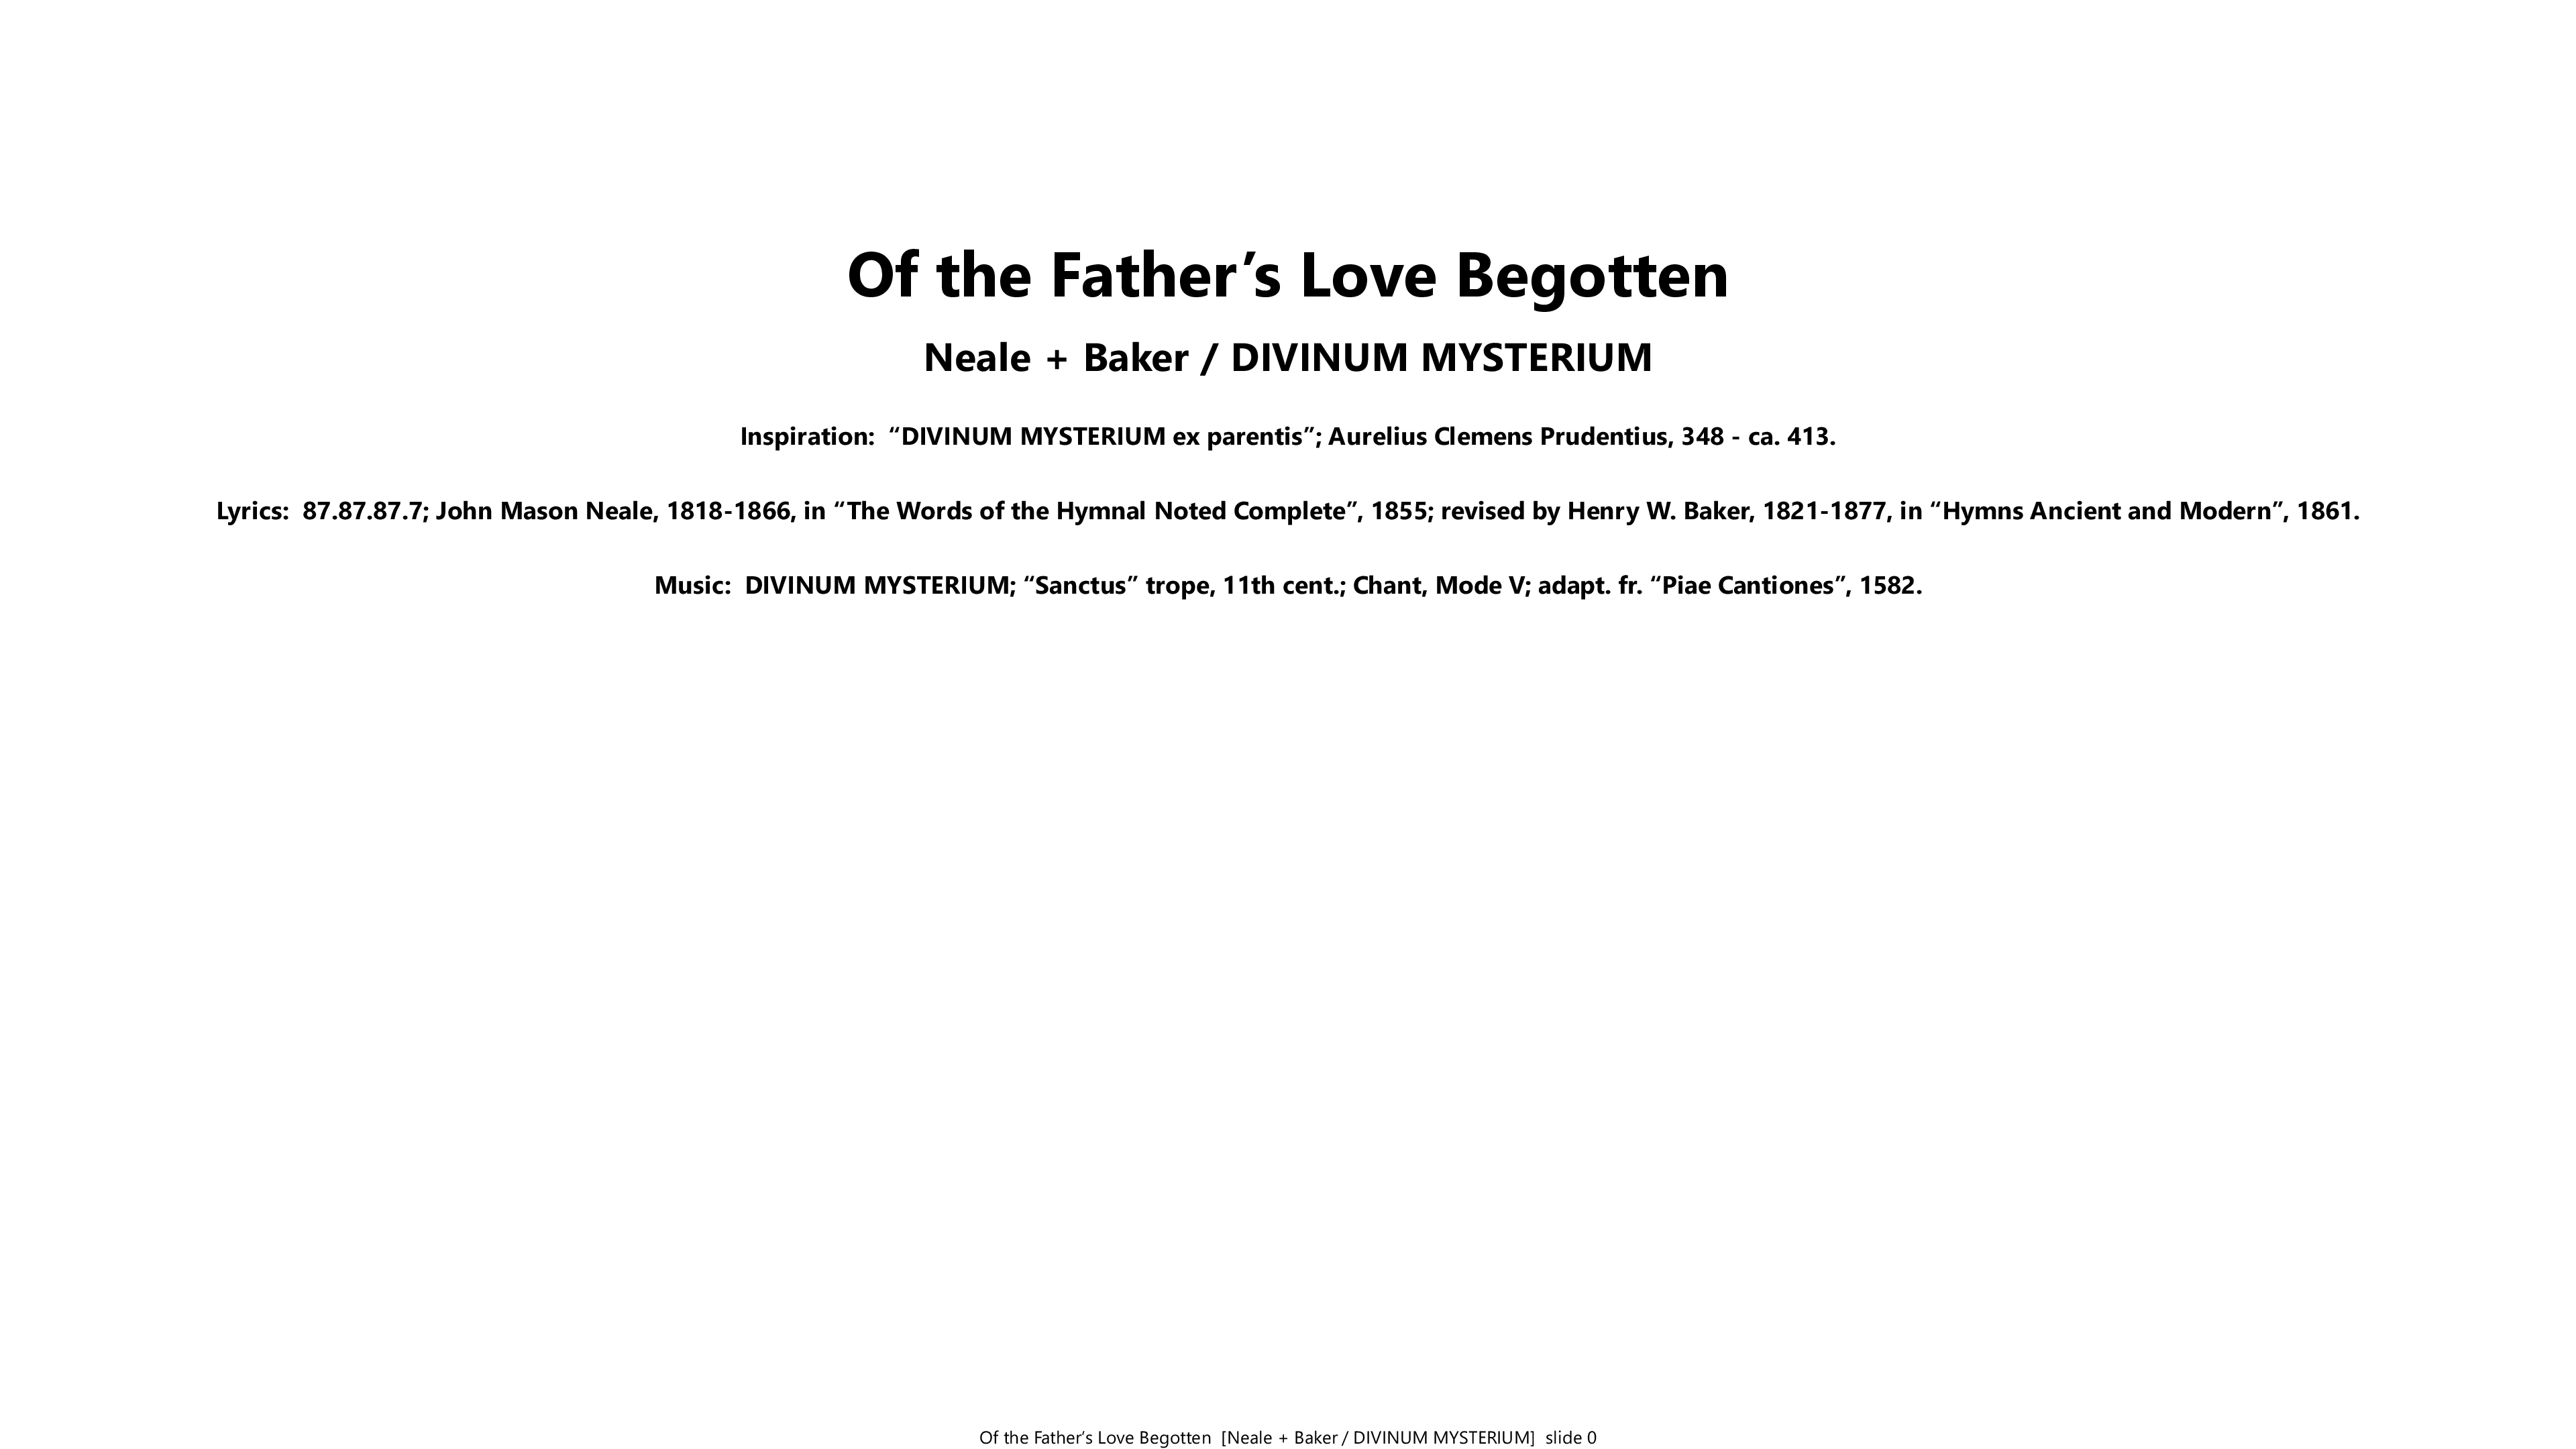 Of the Father’s Love Begotten
Neale + Baker / DIVINUM MYSTERIUM
Inspiration:  “DIVINUM MYSTERIUM ex parentis”; Aurelius Clemens Prudentius, 348 - ca. 413.
Lyrics:  87.87.87.7; John Mason Neale, 1818-1866, in “The Words of the Hymnal Noted Complete”, 1855; revised by Henry W. Baker, 1821-1877, in “Hymns Ancient and Modern”, 1861.
Music:  DIVINUM MYSTERIUM; “Sanctus” trope, 11th cent.; Chant, Mode V; adapt. fr. “Piae Cantiones”, 1582.
Of the Father’s Love Begotten  [Neale + Baker / DIVINUM MYSTERIUM]  slide 0